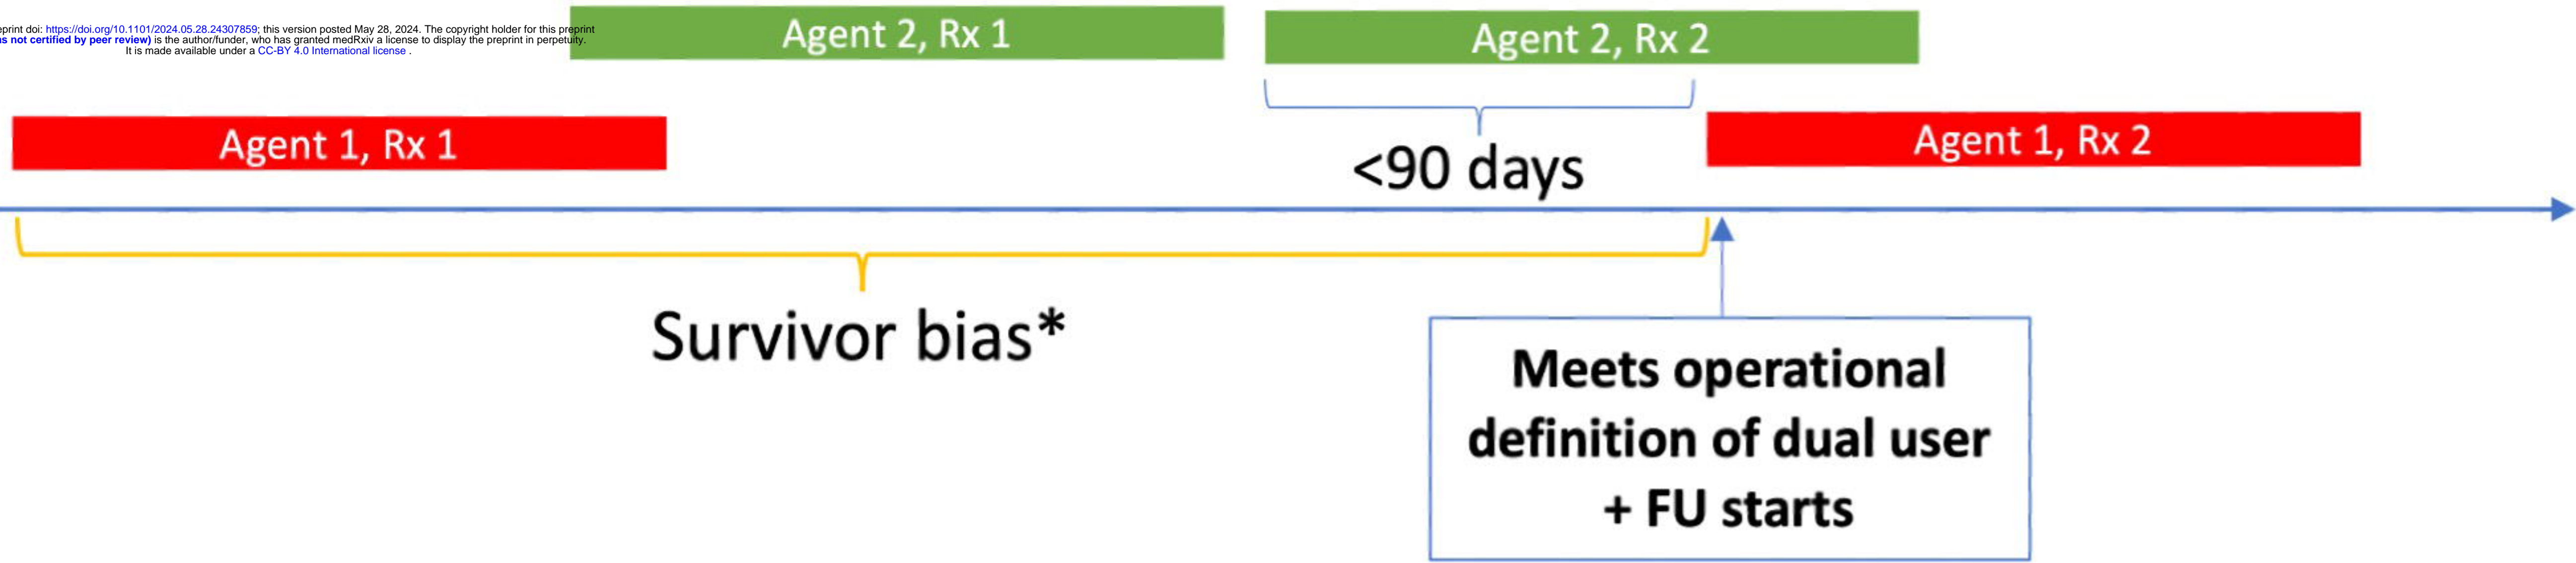 eprint doi: https://doi.org/10.1101/2024.05.28.24307859; this version posted May 28, 2024. The copyright holder for this preprint
s not certified by peer review) is the author/funder, who has granted medRxiv a license to display the preprint in perpetuity.
It is made available under a CC-BY 4.0 International license .
Agent 2, Rx 1
Agent 2, Rx 2
Agent 1, Rx 1
<90 days
Agent 1, Rx 2
Survivor bias*
Meets operational
definition of dual user
+ FU starts